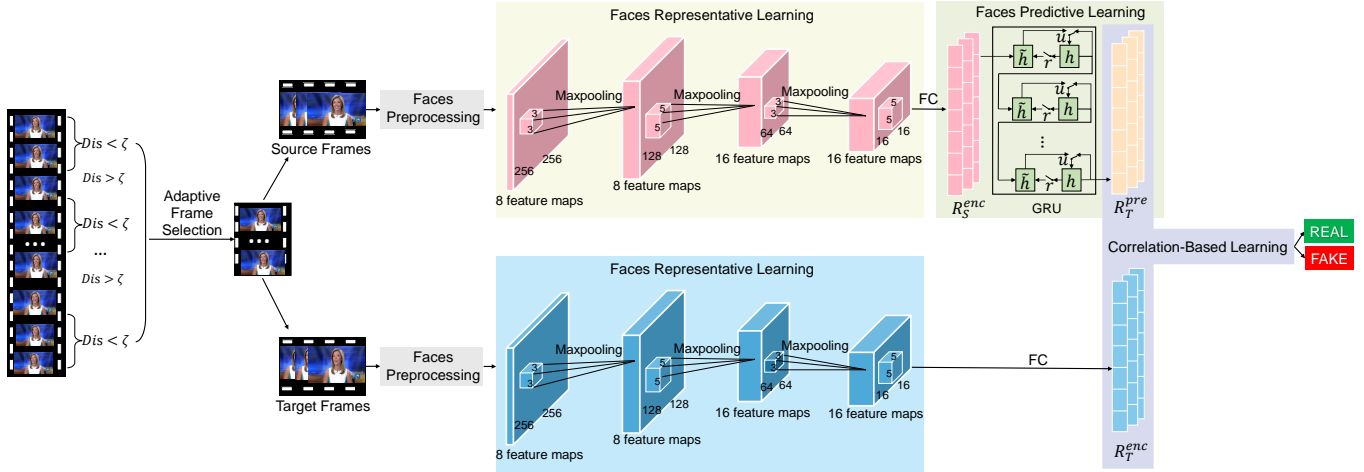 Dis < ζ
Dis > ζ
Dis < ζ
...
Dis > ζ
Dis < ζ
Adaptive
Frame
Selection
Source Frames
Target Frames
Faces
Preprocessing
Faces Representative Learning
3
3
256
256
8 feature maps
Maxpooling
5
5
128
128
8 feature maps
Maxpooling
3
3
64
64
16 feature maps
Maxpooling
5
5
16
16
16 feature maps
FC
Faces Predictive Learning
R_S^{enc}
h̃
r
u
h
h̃
r
u
h
⋮
h̃
r
u
h
GRU
R_T^{pre}
Faces
Preprocessing
Faces Representative Learning
3
3
256
256
8 feature maps
Maxpooling
5
5
128
128
8 feature maps
Maxpooling
3
3
64
64
16 feature maps
Maxpooling
5
5
16
16
16 feature maps
FC
R_T^{enc}
Correlation-Based Learning
REAL
FAKE